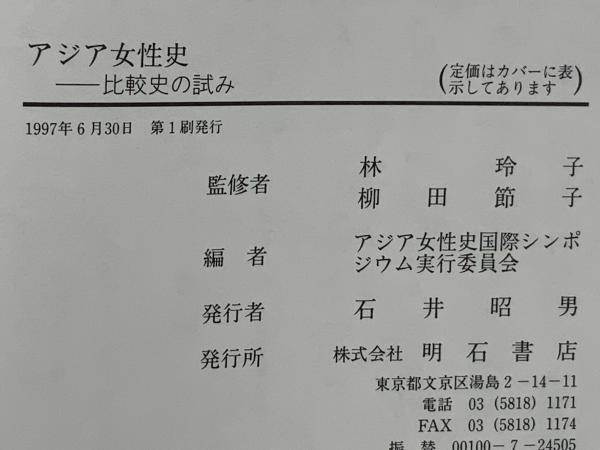 アジア女性史
――比較史の試み
(定価はカバーに表
示してあります)
1997年6月30日 第1刷発行
監修者 林 玲 子
柳 田 節 子
編 者 アジア女性史国際シンポ
ジウム実行委員会
発行者 石 井 昭 男
発行所 株式会社 明 石 書 店
東京都文京区湯島2-14-11
電話 03 (5818) 1171
FAX 03 (5818) 1174
振 替 00100-7-24505